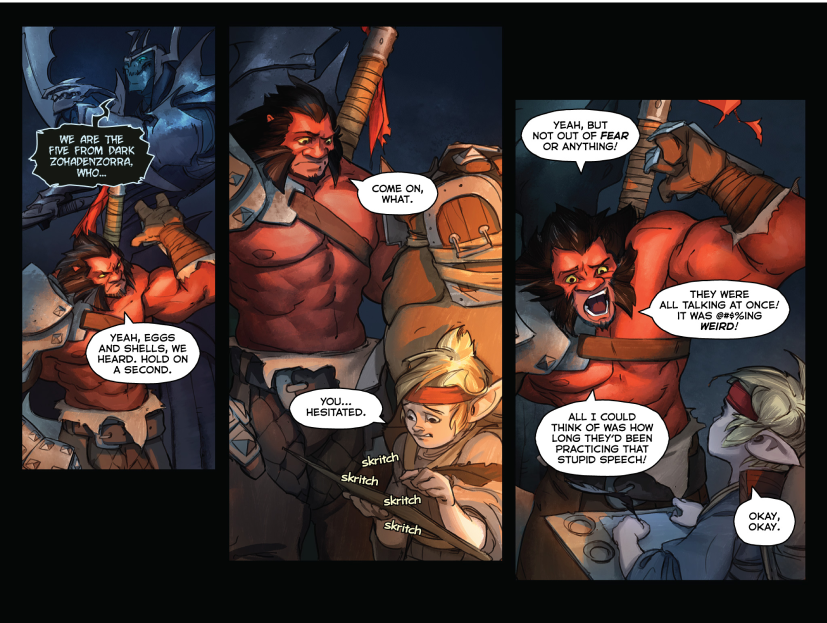 WE ARE THE
FIVE FROM DARK
ZOHADENZORRA,
WHO...
YEAH, EGGS
AND SHELLS, WE
HEARD. HOLD ON
A SECOND.
COME ON,
WHAT.
YOU...
HESITATED.
skritch
skritch
skritch
skritch
YEAH, BUT
NOT OUT OF FEAR
OR ANYTHING!
THEY WERE
ALL TALKING AT ONCE!
IT WAS @#$%ING
WEIRD!
ALL I COULD
THINK OF WAS HOW
LONG THEY'D BEEN
PRACTICING THAT
STUPID SPEECH!
OKAY,
OKAY.